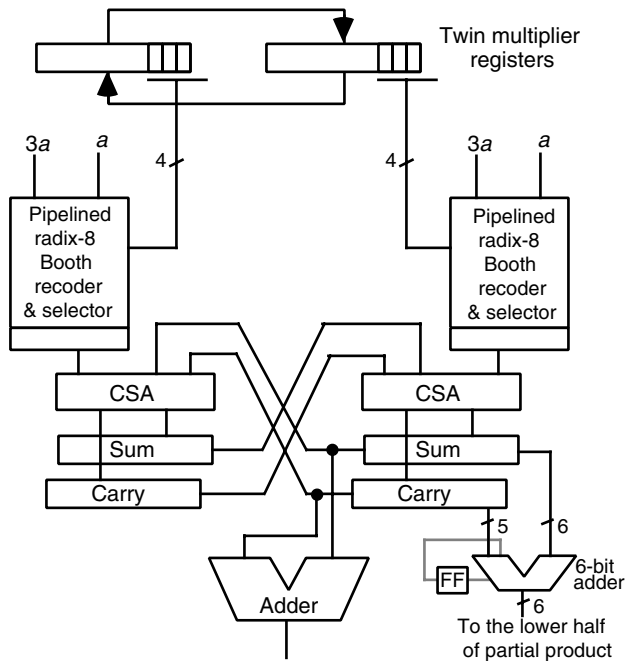 Twin multiplier
registers
3a
a
4
4
3a
a
Pipelined
radix-8
Booth
recoder
& selector
Pipelined
radix-8
Booth
recoder
& selector
CSA
CSA
Sum
Sum
Carry
Carry
5
6
FF
6-bit
adder
Adder
6
To the lower half
of partial product